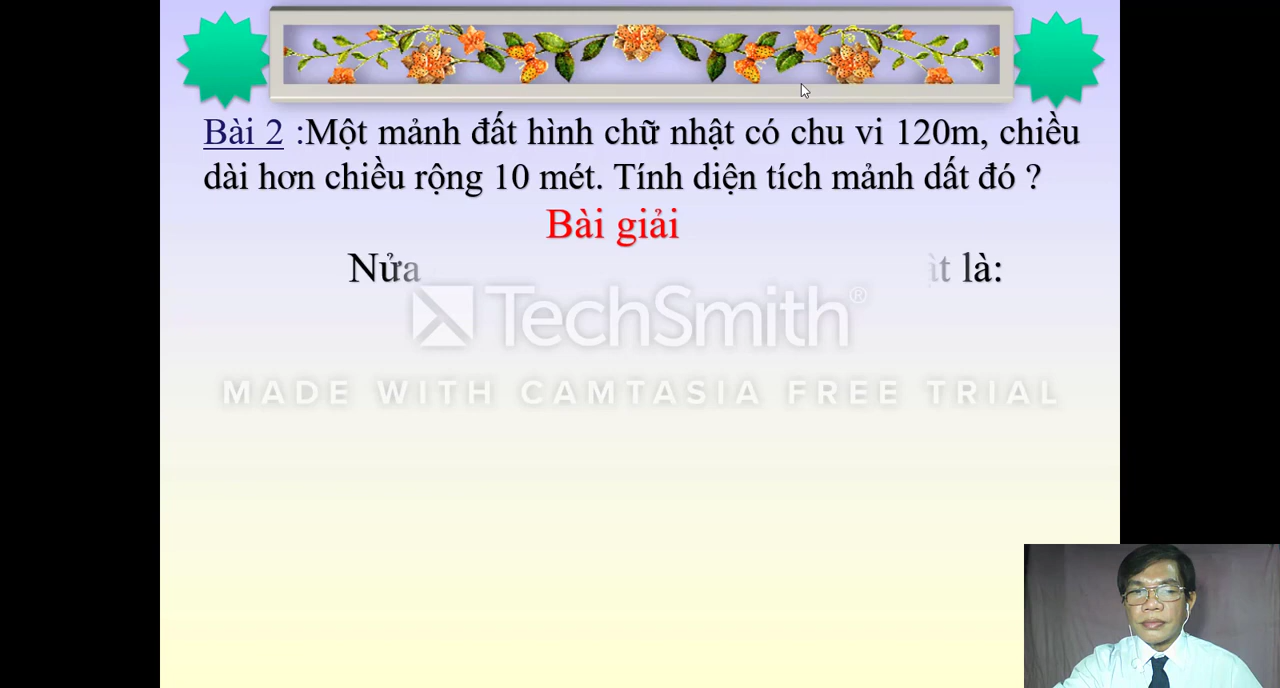 Bài 2 :Một mảnh đất hình chữ nhật có chu vi 120m, chiều
dài hơn chiều rộng 10 mét. Tính diện tích mảnh dất đó ?
Bài giải
Nửa là:
TechSmith®
MADE WITH CAMTASIA FREE TRIAL